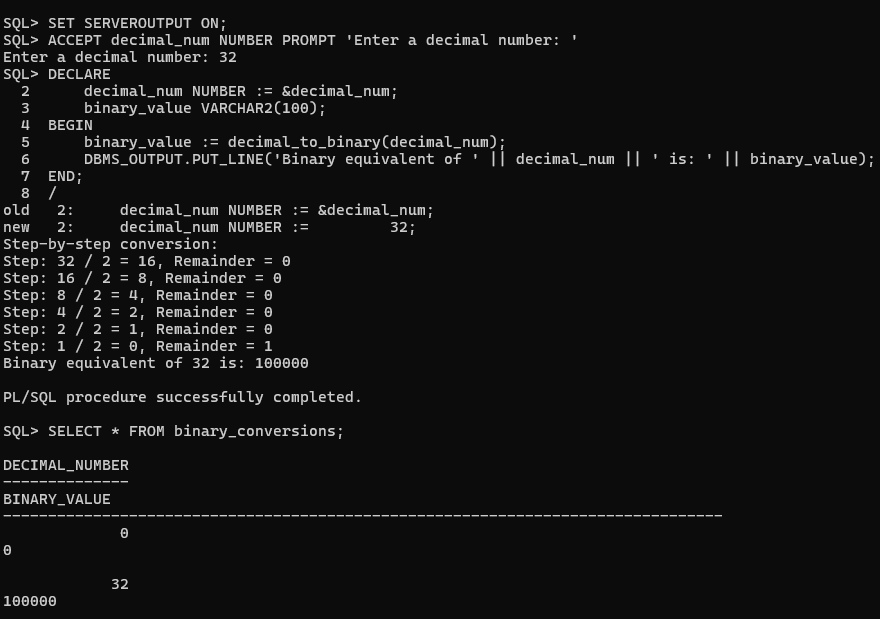 SQL> SET SERVEROUTPUT ON;
SQL> ACCEPT decimal_num NUMBER PROMPT 'Enter a decimal number: '
Enter a decimal number: 32
SQL> DECLARE
  2      decimal_num NUMBER := &decimal_num;
  3      binary_value VARCHAR2(100);
  4  BEGIN
  5      binary_value := decimal_to_binary(decimal_num);
  6      DBMS_OUTPUT.PUT_LINE('Binary equivalent of ' || decimal_num || ' is: ' || binary_value);
  7  END;
  8  /
old   2:     decimal_num NUMBER := &decimal_num;
new   2:     decimal_num NUMBER :=         32;
Step-by-step conversion:
Step: 32 / 2 = 16, Remainder = 0
Step: 16 / 2 = 8, Remainder = 0
Step: 8 / 2 = 4, Remainder = 0
Step: 4 / 2 = 2, Remainder = 0
Step: 2 / 2 = 1, Remainder = 0
Step: 1 / 2 = 0, Remainder = 1
Binary equivalent of 32 is: 100000

PL/SQL procedure successfully completed.

SQL> SELECT * FROM binary_conversions;

DECIMAL_NUMBER
--------------
BINARY_VALUE
--------------------------------------------------------------------------------
             0
0

            32
100000